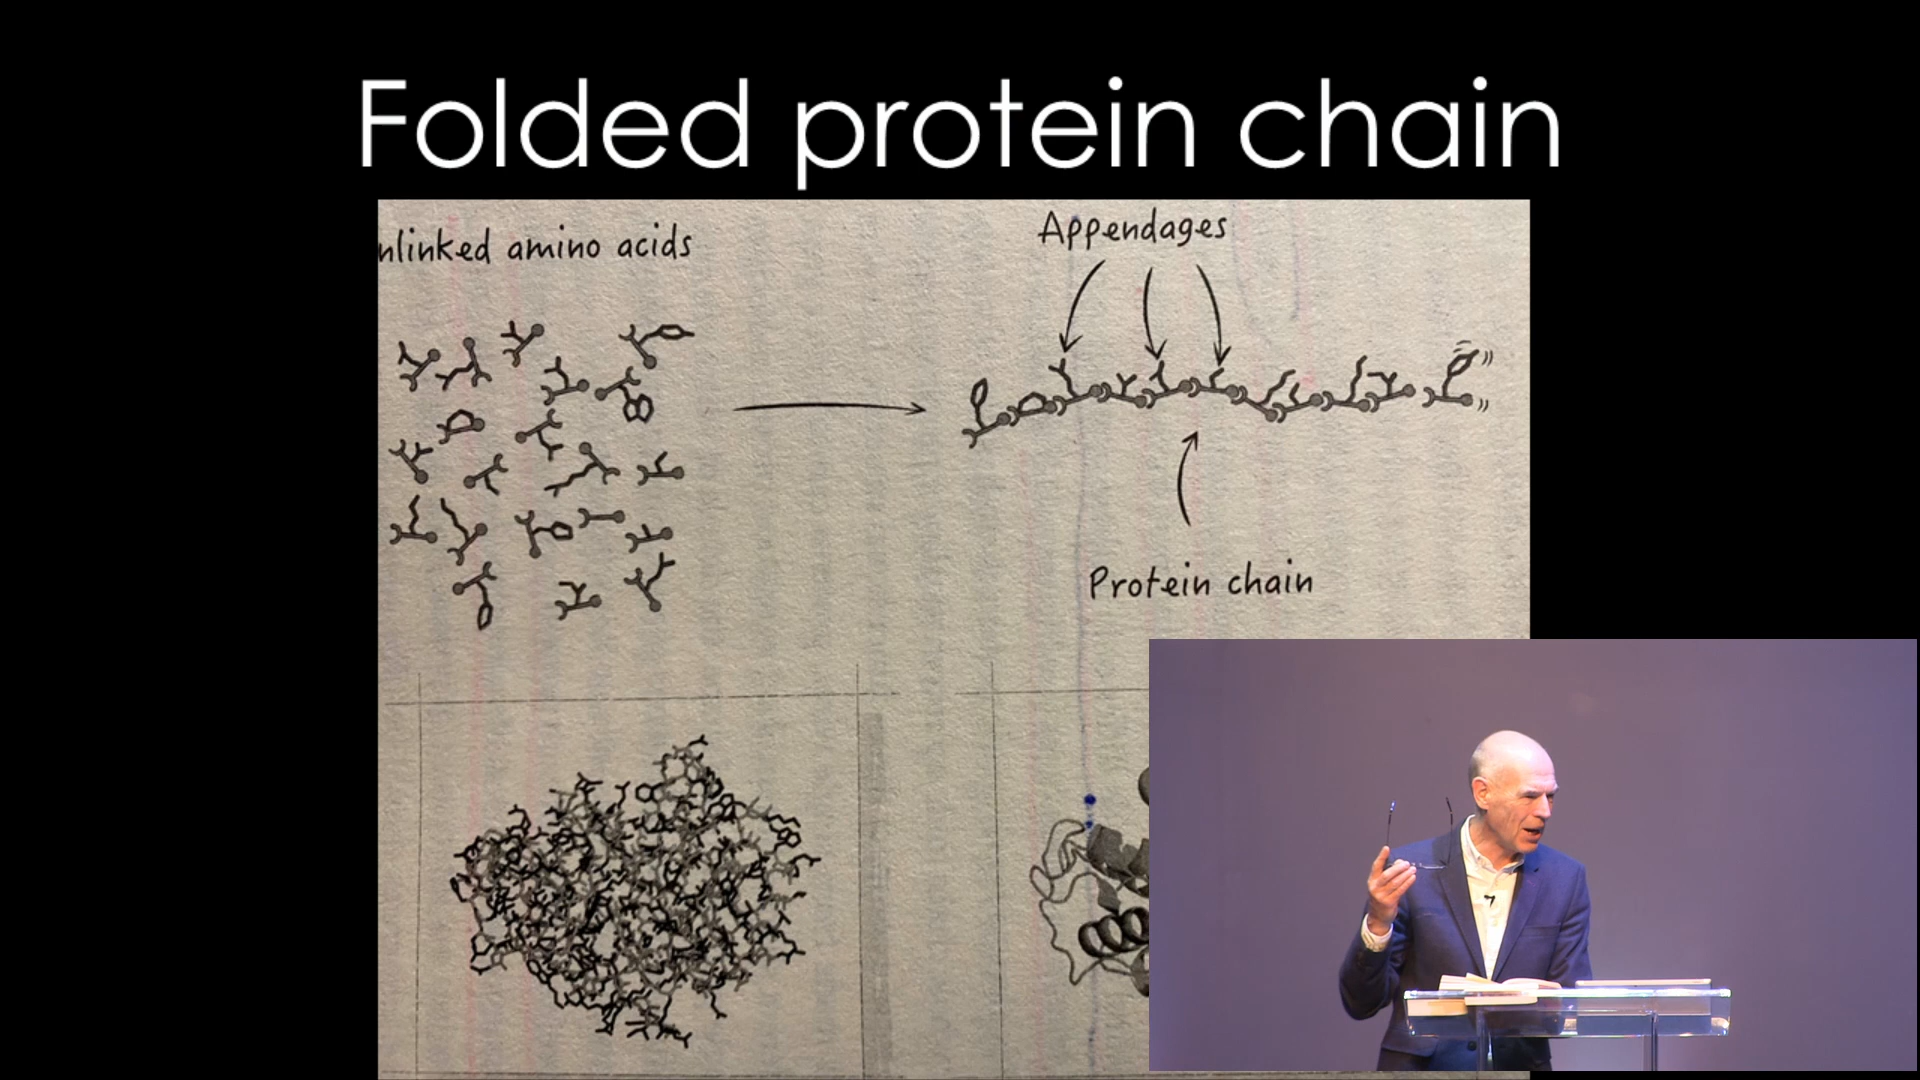 Folded protein chain
nlinked amino acids
Appendages
Protein chain